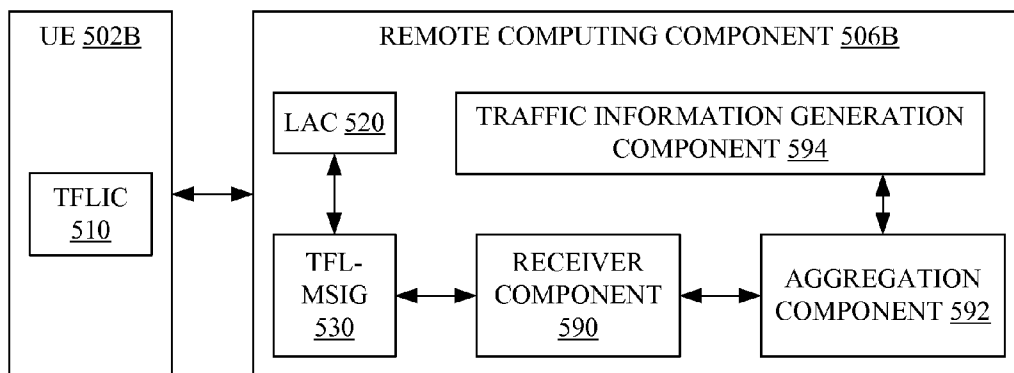 UE 502B
REMOTE COMPUTING COMPONENT 506B
LAC 520
TRAFFIC INFORMATION GENERATION
COMPONENT 594
TFLIC
510
TFL-
MSIG
530
RECEIVER
COMPONENT
590
AGGREGATION
COMPONENT 592